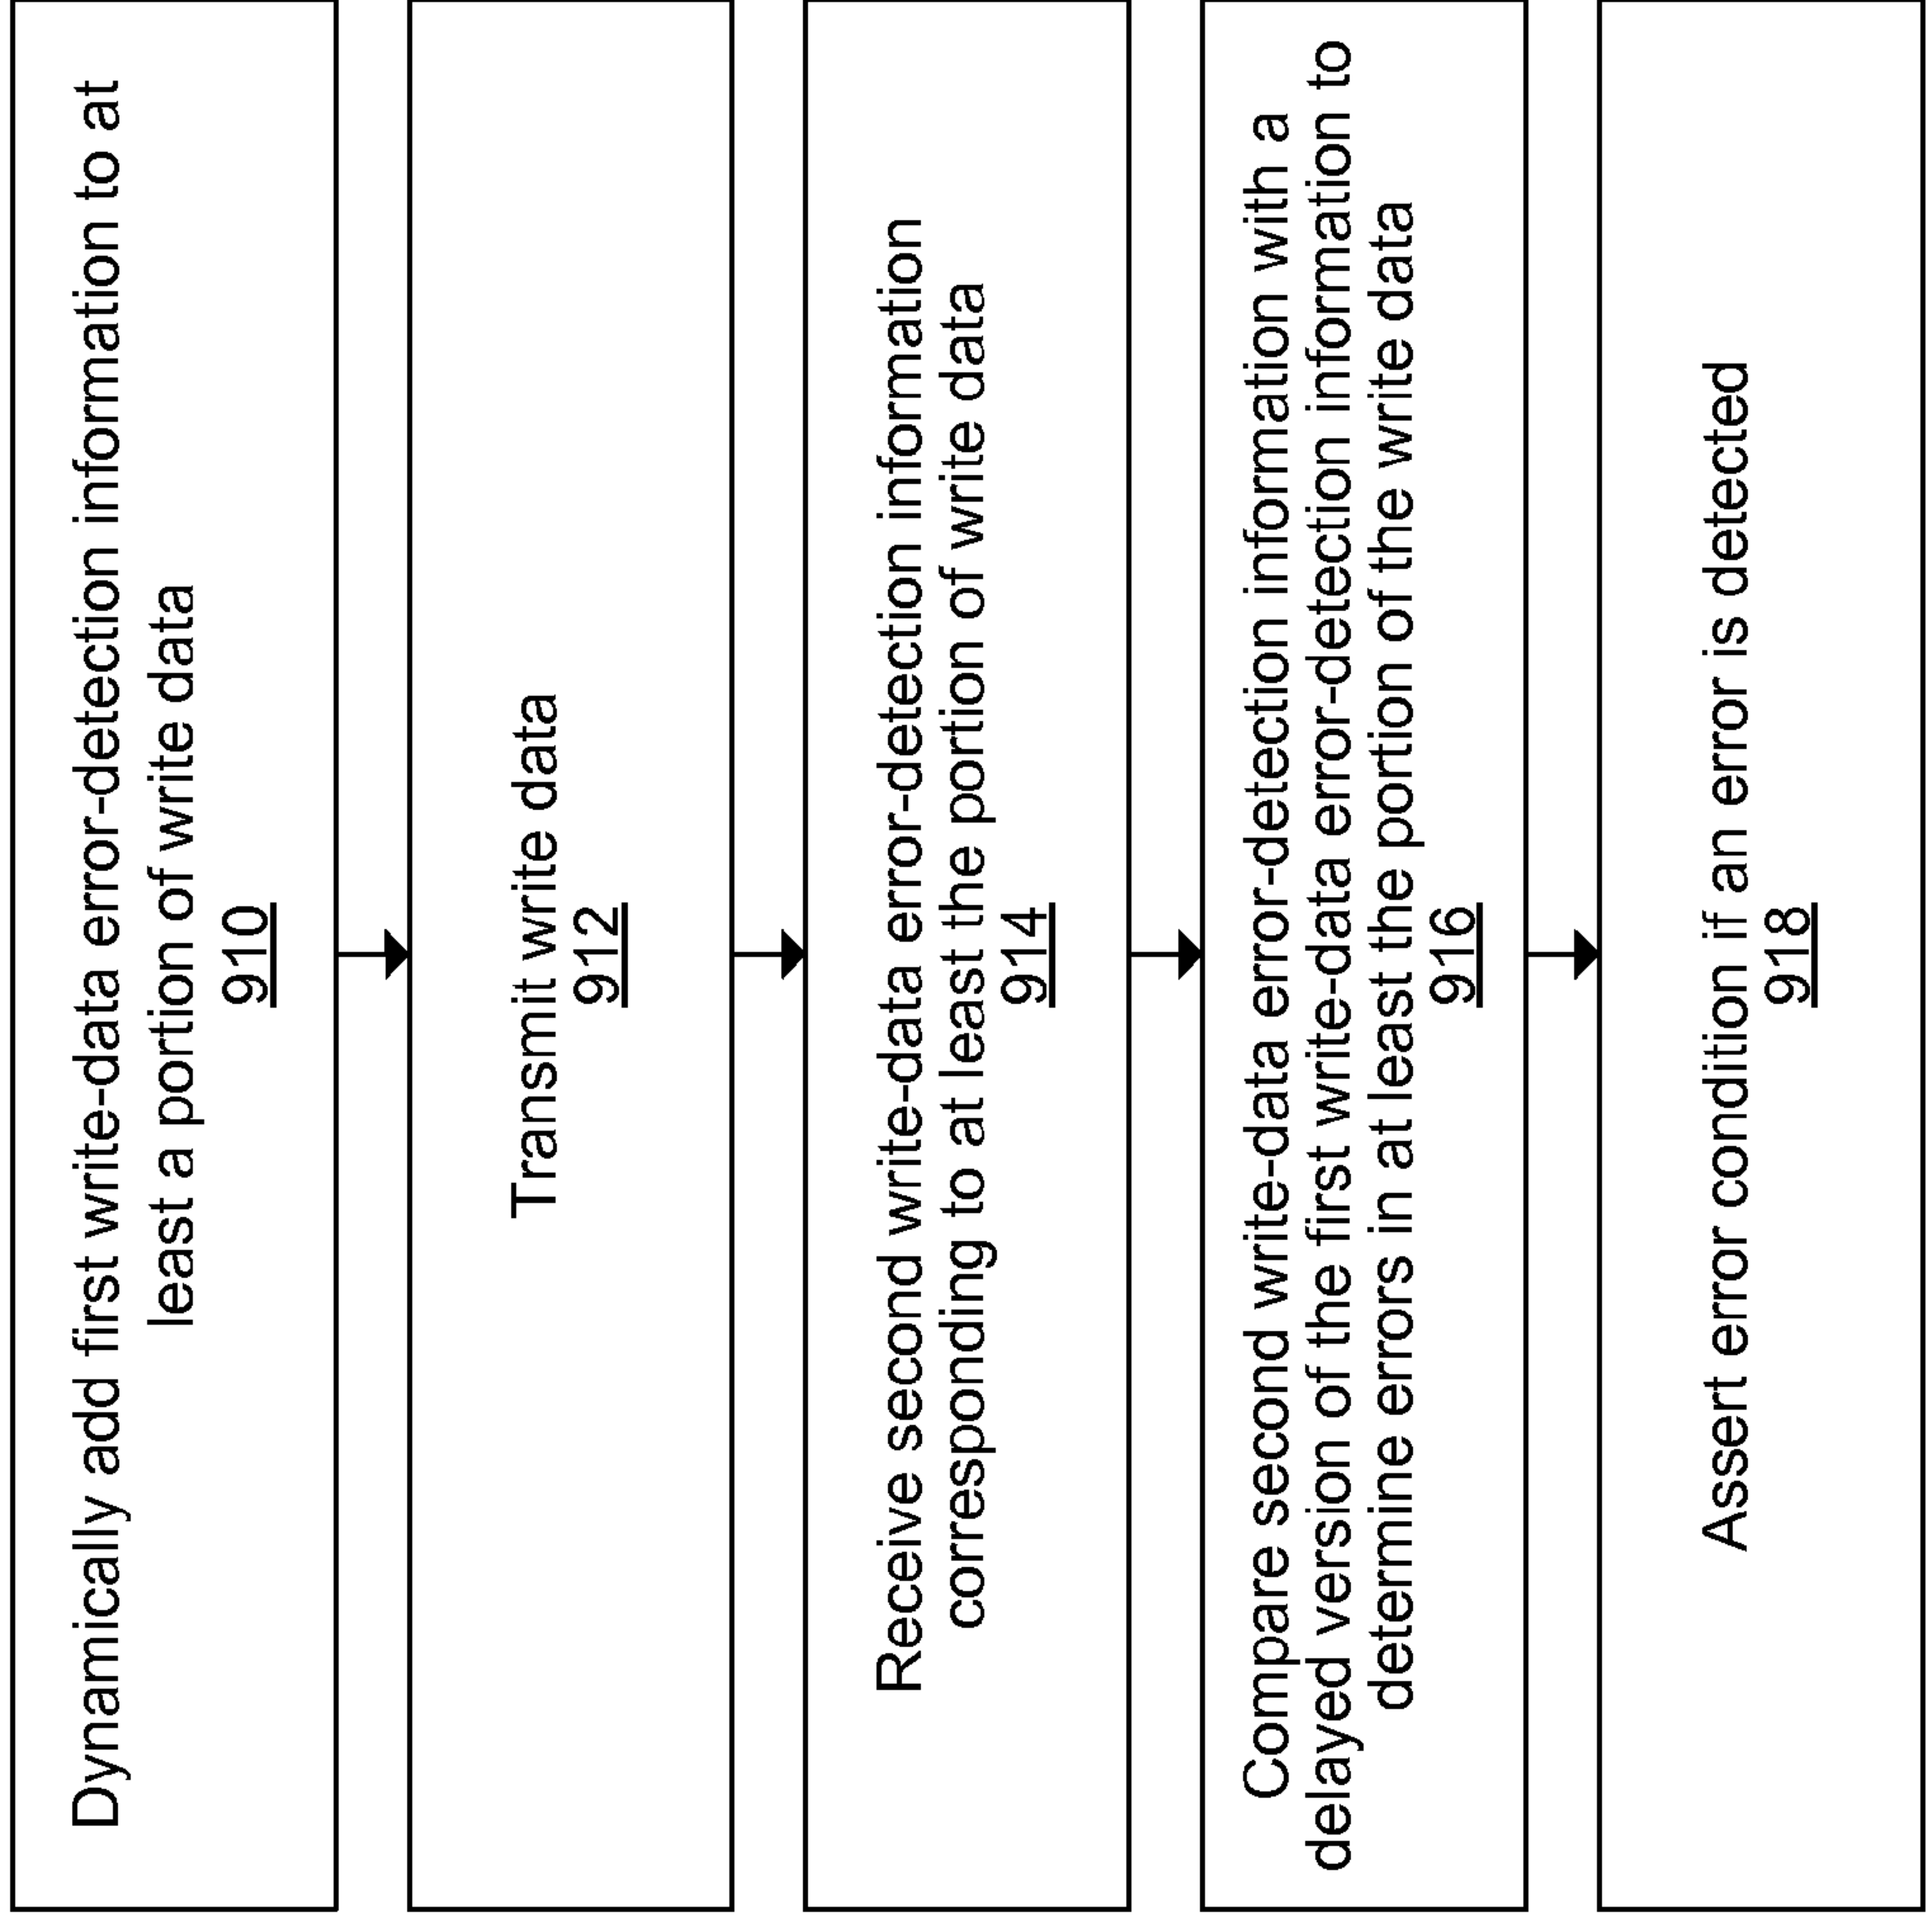 Dynamically add first write-data error-detection information to at
least a portion of write data
910
Transmit write data
912
Receive second write-data error-detection information
corresponding to at least the portion of write data
914
Compare second write-data error-detection information with a
delayed version of the first write-data error-detection information to
determine errors in at least the portion of the write data
916
Assert error condition if an error is detected
918